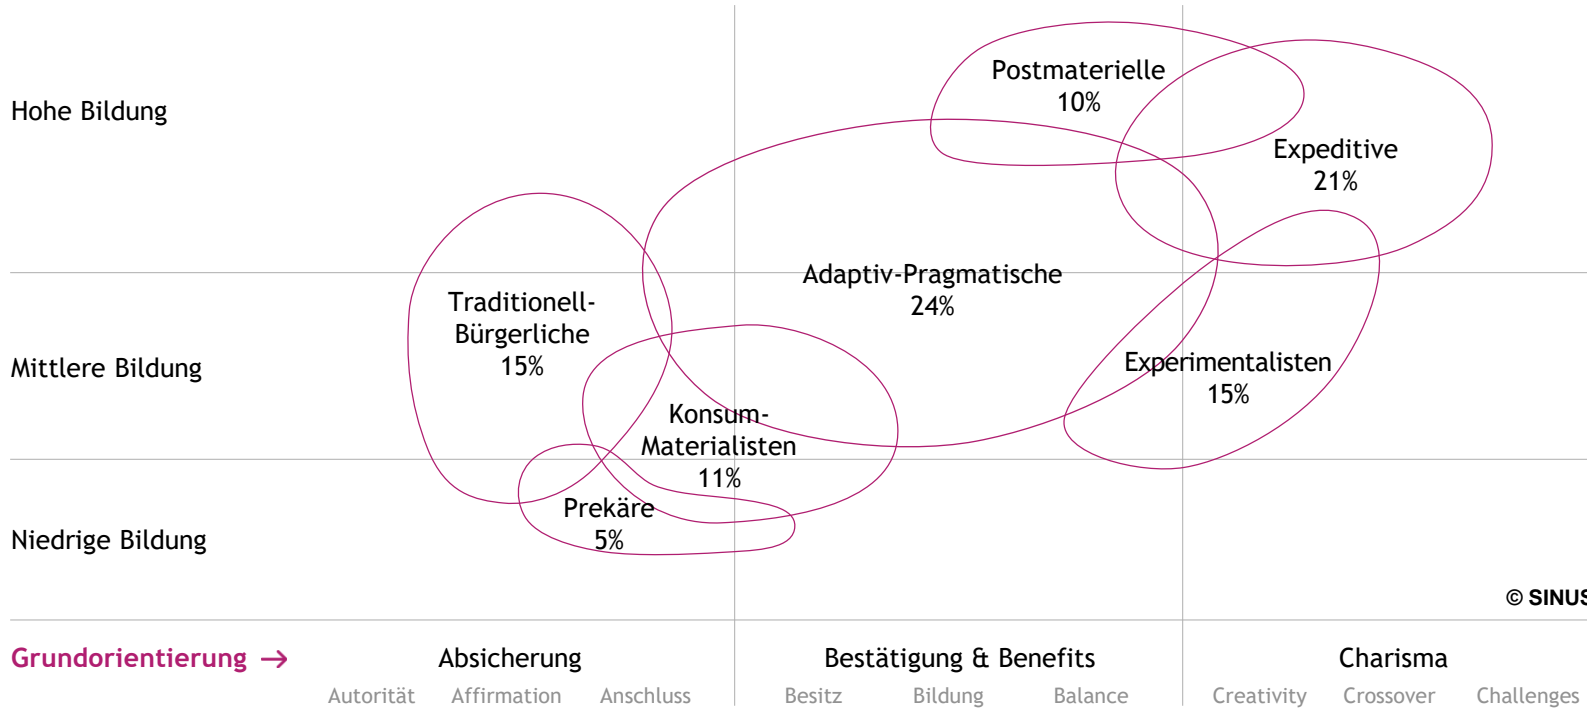 Postmaterielle
10%
Hohe Bildung
Expeditive
21%
Adaptiv-Pragmatische
24%
Traditionell-
Bürgerliche
15%
Mittlere Bildung
Experimentalisten
15%
Konsum-
Materialisten
11%
Prekäre
5%
Niedrige Bildung
© SINUS
Grundorientierung → Absicherung Bestätigung & Benefits Charisma
Autorität Affirmation Anschluss Besitz Bildung Balance Creativity Crossover Challenges